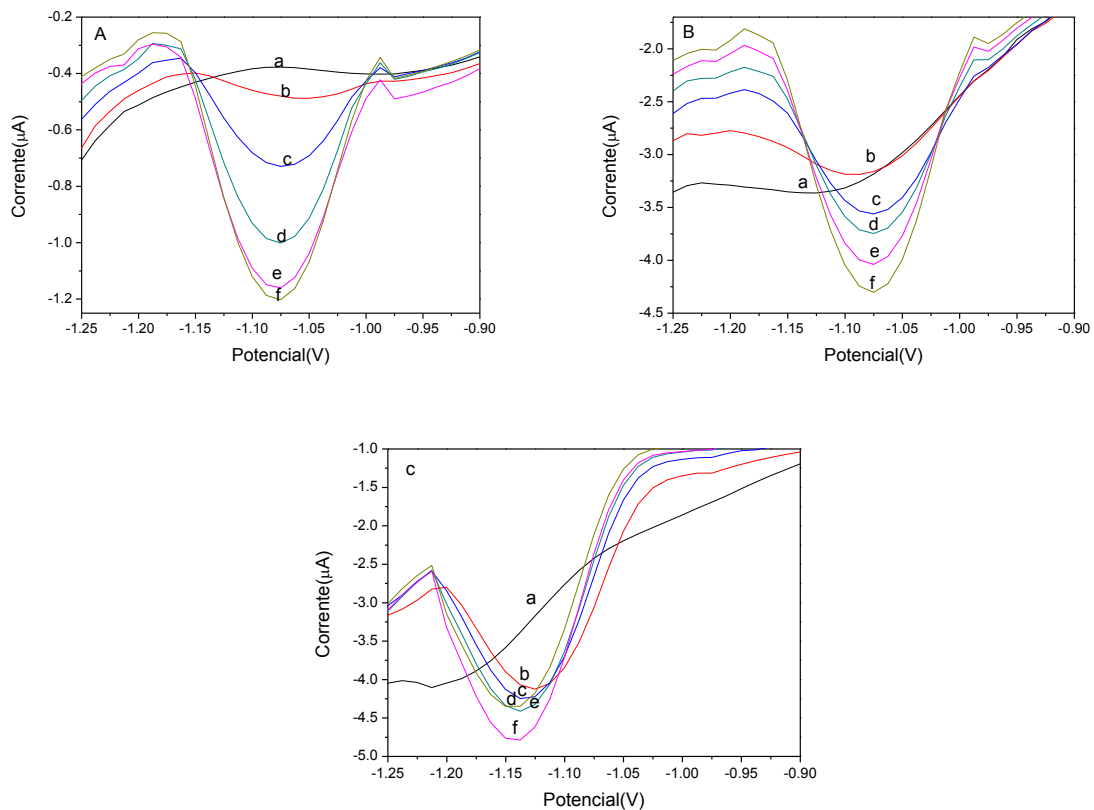 A
a
b
c
d
e
f
-0.2
-0.4
-0.6
-0.8
-1.0
-1.2
Corrente(µA)
-1.25 -1.20 -1.15 -1.10 -1.05 -1.00 -0.95 -0.90
Potencial(V)
B
b
a
c
d
e
f
-2.0
-2.5
-3.0
-3.5
-4.0
-4.5
Corrente(µA)
-1.25 -1.20 -1.15 -1.10 -1.05 -1.00 -0.95 -0.90
Potencial(V)
c
a
b
c
d e
f
-1.0
-1.5
-2.0
-2.5
-3.0
-3.5
-4.0
-4.5
-5.0
Corrente(µA)
-1.25 -1.20 -1.15 -1.10 -1.05 -1.00 -0.95 -0.90
Potencial(V)